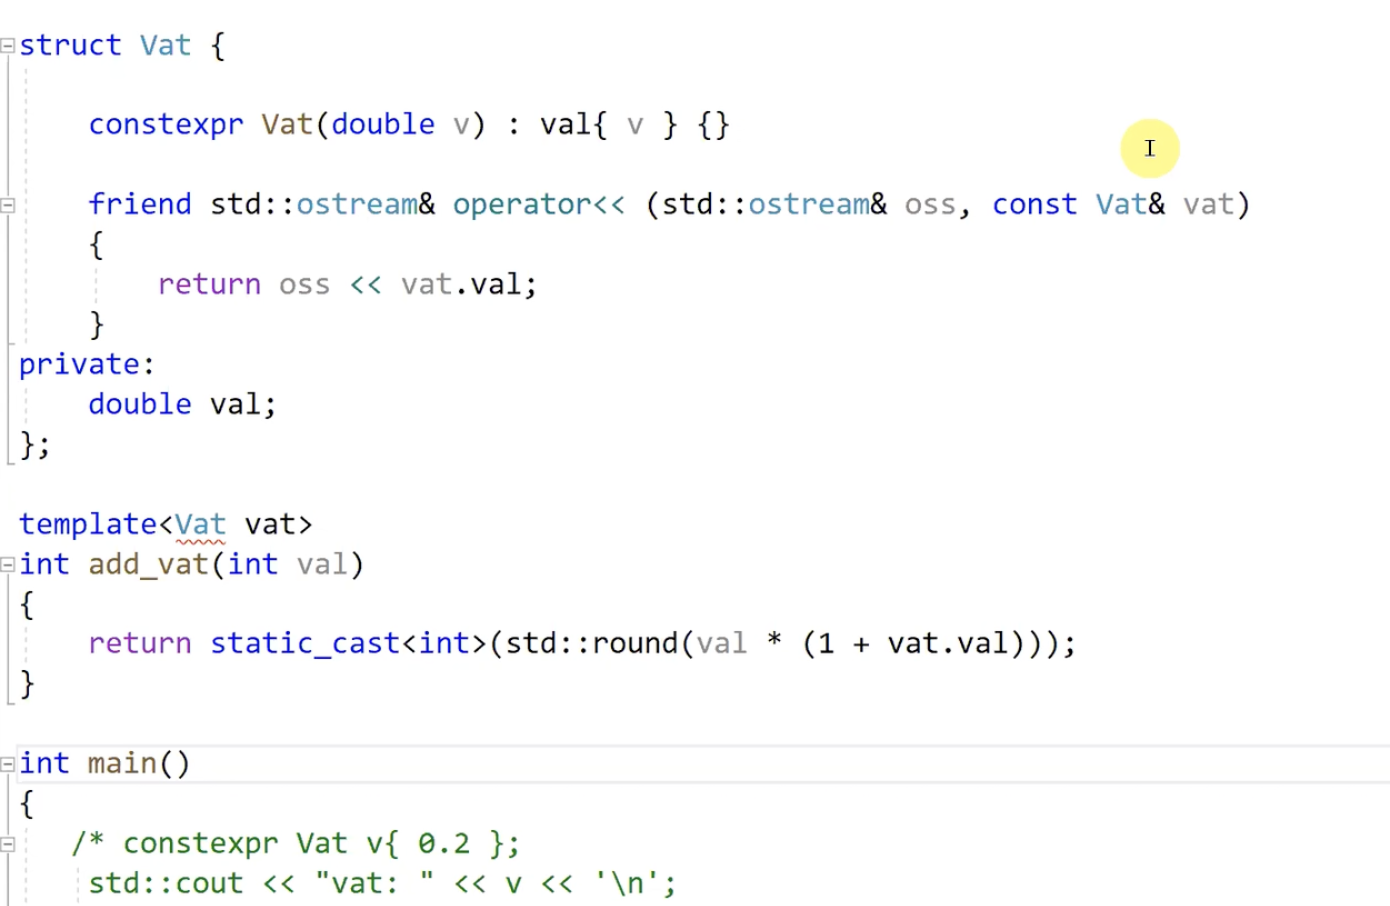 struct Vat {
constexpr Vat(double v) : val{ v } {}
friend std::ostream& operator<< (std::ostream& oss, const Vat& vat)
{
return oss << vat.val;
}
private:
double val;
};
template<Vat vat>
int add_vat(int val)
{
return static_cast<int>(std::round(val * (1 + vat.val)));
}
int main()
{
/* constexpr Vat v{ 0.2 };
std::cout << "vat: " << v << '\n';